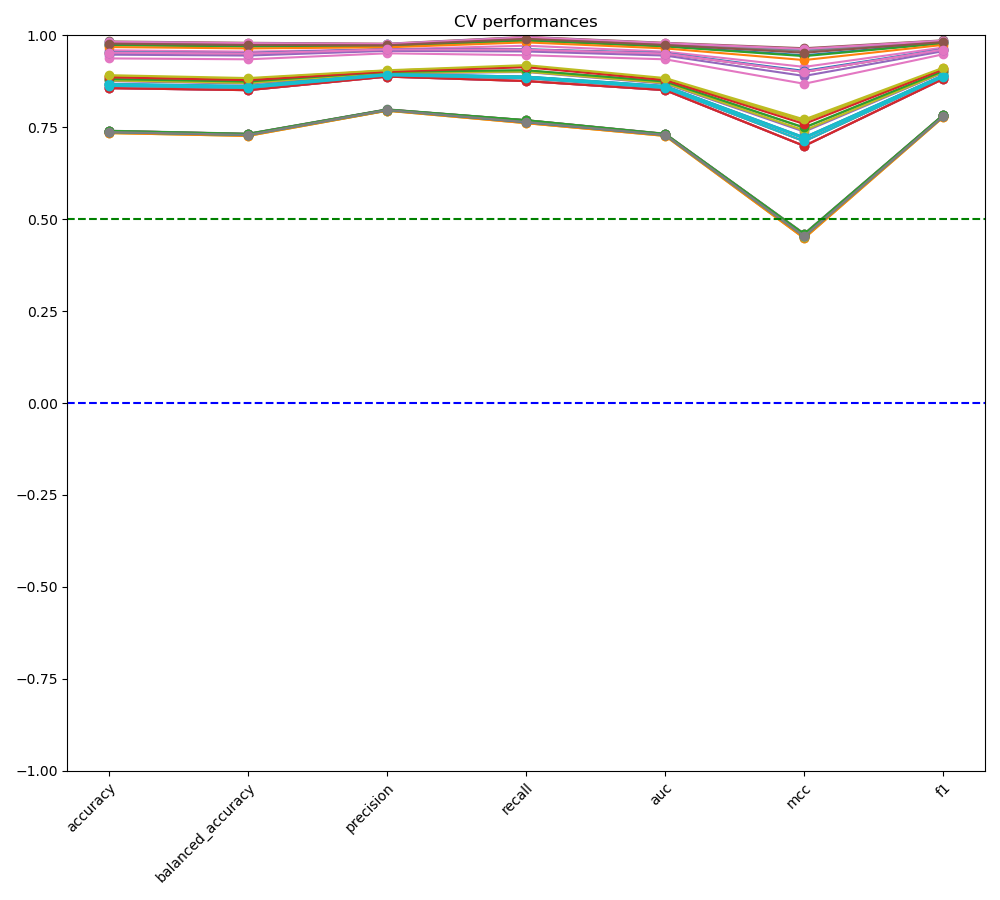 CV performances
1.00
0.75
0.50
0.25
0.00
−0.25
−0.50
−0.75
−1.00
accuracy
balanced_accuracy
precision
recall
auc
mcc
f1